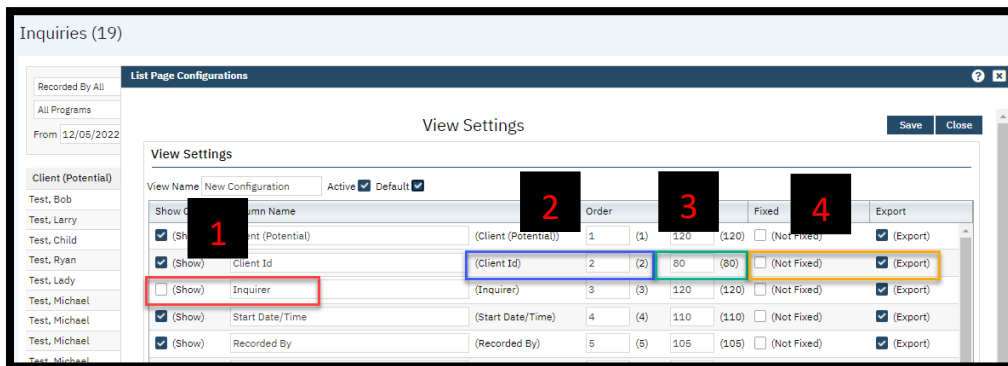 Inquiries (19)
List Page Configurations ?
Recorded By All
All Programs
From 12/05/2022
View Settings Save Close
View Settings
View Name New Configuration Active Default
Client (Potential)
Test, Bob
Test, Larry
Test, Child
Test, Ryan
Test, Lady
Test, Michael
Test, Michael
Test, Michael
Test, Michael
1 2 3 4
Show Name Order Fixed Export
(Potential) (Client (Potential)) 1 (1) 120 (120) (Not Fixed) (Export)
(Show) Client Id (Client Id) 2 (2) 80 (80) (Not Fixed) (Export)
(Show) Inquirer (Inquirer) 3 (3) 120 (120) (Not Fixed) (Export)
(Show) Start Date/Time (Start Date/Time) 4 (4) 110 (110) (Not Fixed) (Export)
(Show) Recorded By (Recorded By) 5 (5) 105 (105) (Not Fixed) (Export)